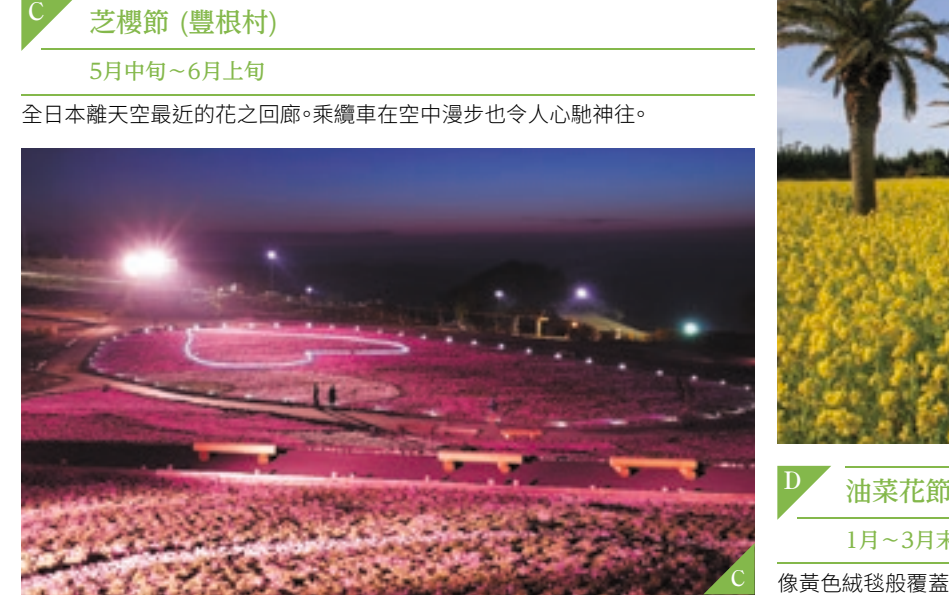 C
芝櫻節 (豐根村)
5月中旬～6月上旬
全日本離天空最近的花之回廊。乘纜車在空中漫步也令人心馳神往。
C
D
油菜花節
1月～3月末
像黃色絨毯般覆蓋